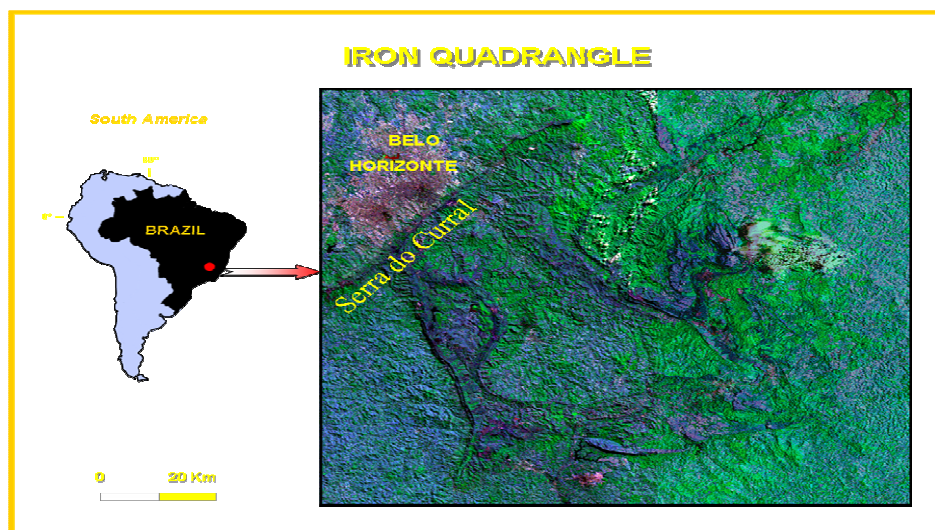 IRON QUADRANGLE
South America
BELO
HORIZONTE
BRAZIL
Serra do Curral
0 20 Km